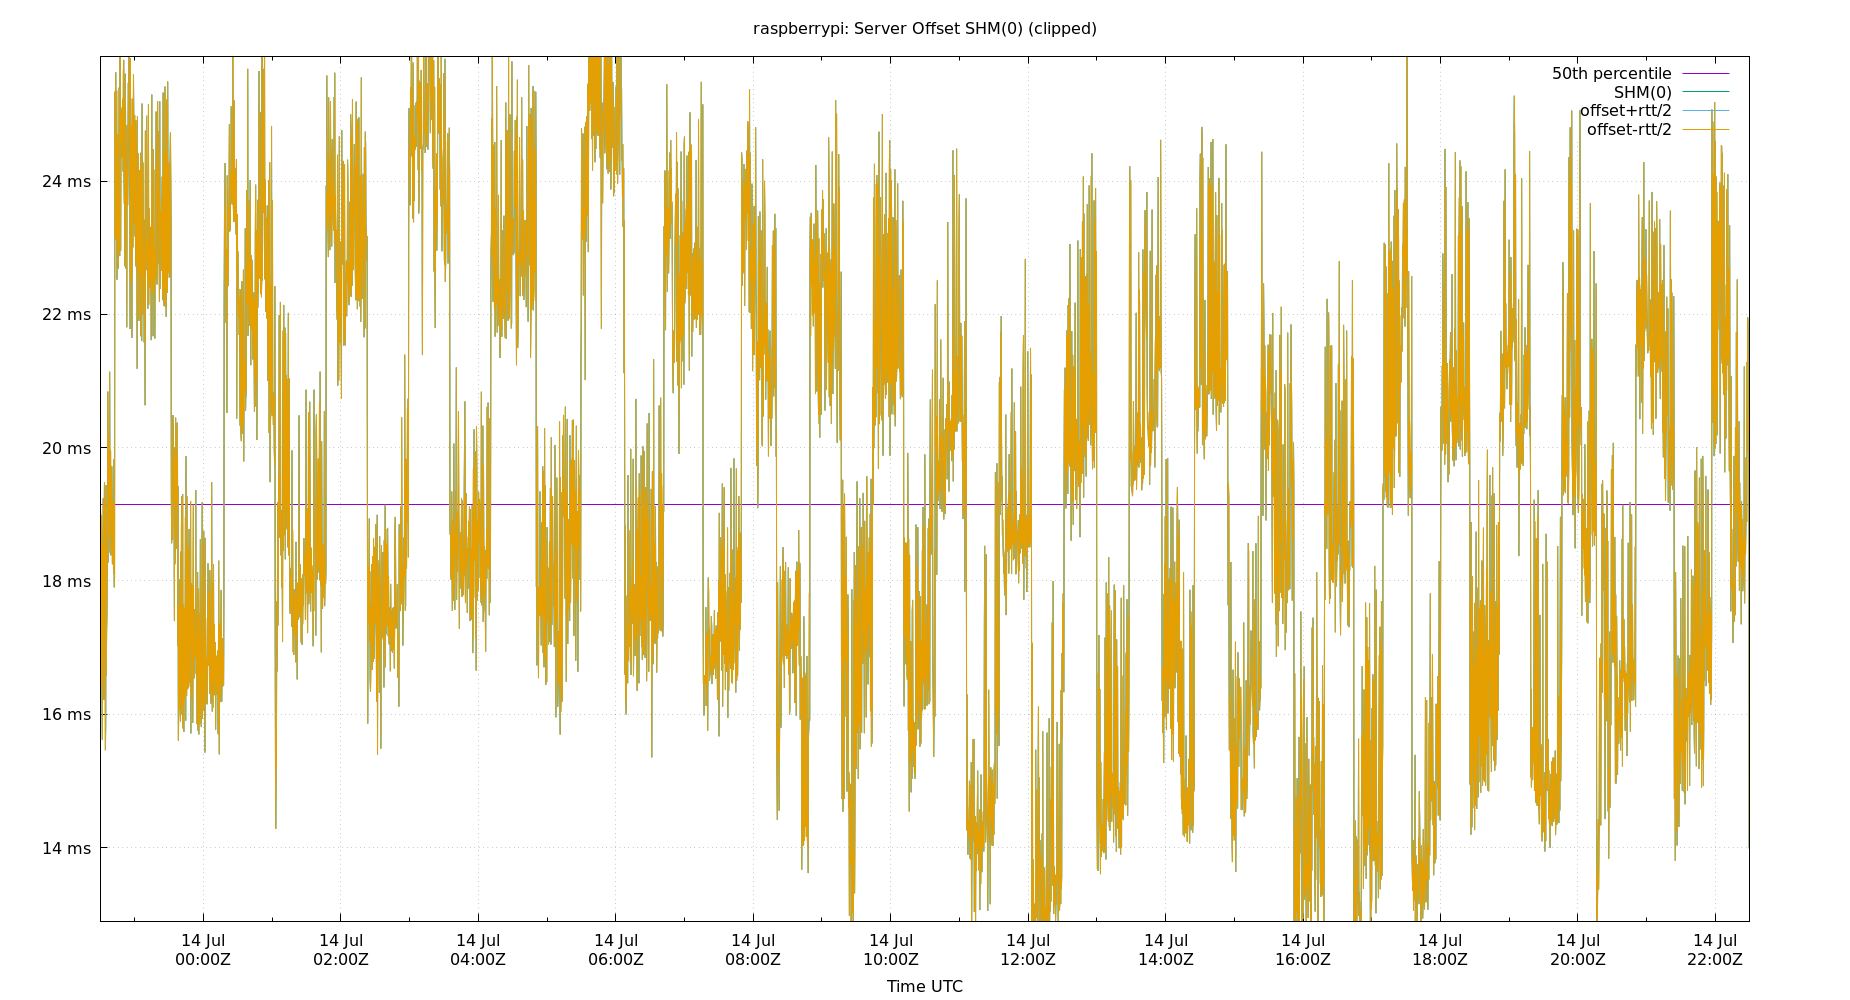 raspberrypi: Server Offset SHM(0) (clipped)
50th percentile
SHM(0)
offset+rtt/2
offset-rtt/2
24 ms
22 ms
20 ms
18 ms
16 ms
14 ms
14 Jul 14 Jul 14 Jul 14 Jul 14 Jul 14 Jul 14 Jul 14 Jul 14 Jul 14 Jul 14 Jul 14 Jul
00:00Z 02:00Z 04:00Z 06:00Z 08:00Z 10:00Z 12:00Z 14:00Z 16:00Z 18:00Z 20:00Z 22:00Z
Time UTC